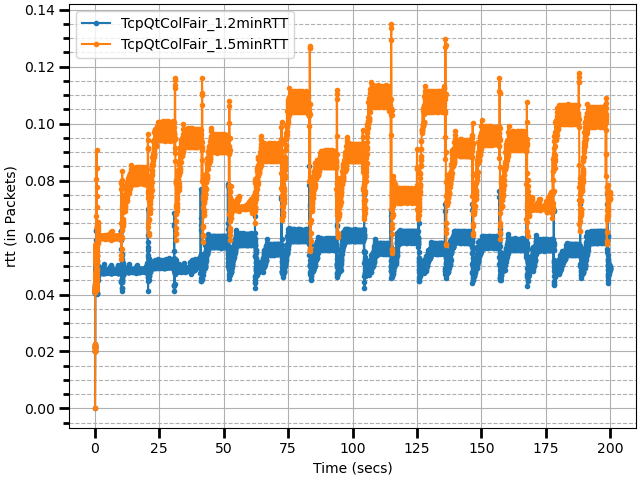 TcpQtColFair_1.2minRTT
TcpQtColFair_1.5minRTT
0.14
0.12
0.10
0.08
0.06
0.04
0.02
0.00
rtt (in Packets)
0 25 50 75 100 125 150 175 200
Time (secs)